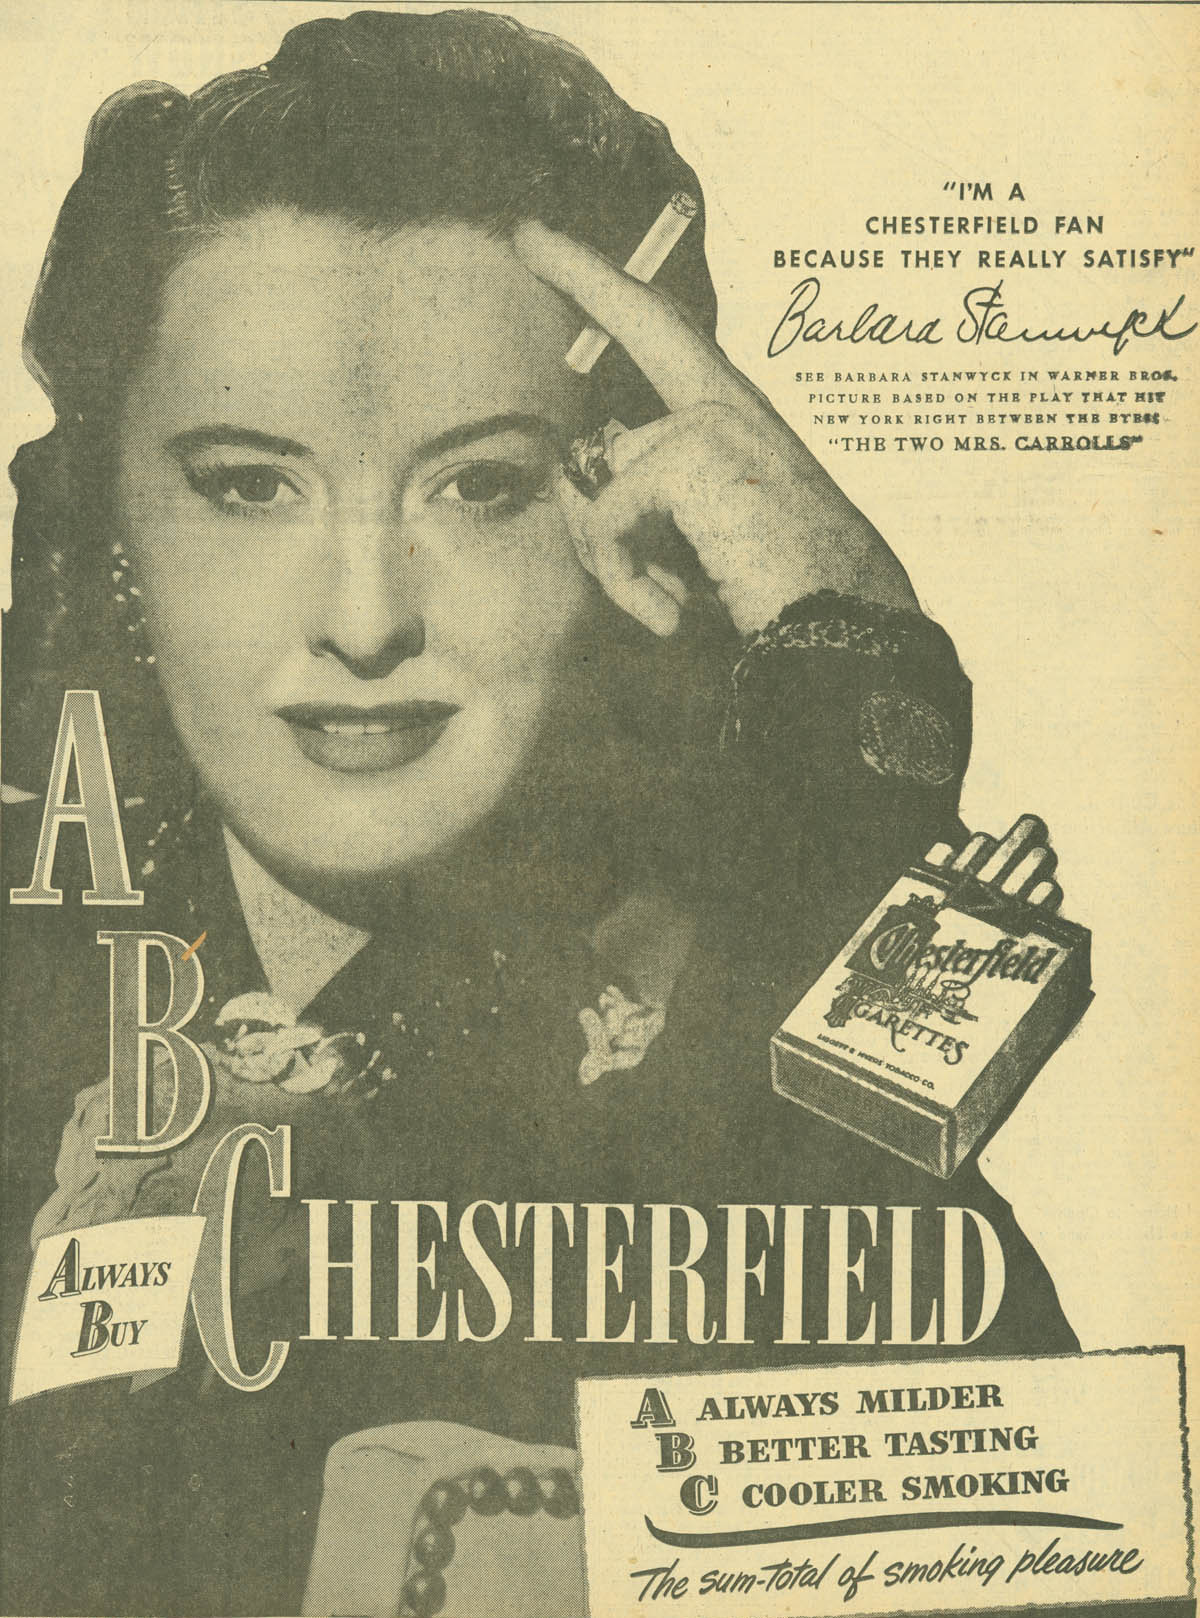 "I'M A
CHESTERFIELD FAN
BECAUSE THEY REALLY SATISFY"
Barbara Stanwyck
SEE BARBARA STANWYCK IN WARNER BROS.
PICTURE BASED ON THE PLAY THAT HIT
NEW YORK RIGHT BETWEEN THE EYES
"THE TWO MRS. CARROLLS"
Chesterfield
CIGARETTES
LIGGETT & MYERS TOBACCO CO.
A
B
CHESTERFIELD
ALWAYS
BUY
A ALWAYS MILDER
B BETTER TASTING
C COOLER SMOKING
The sum-total of smoking pleasure